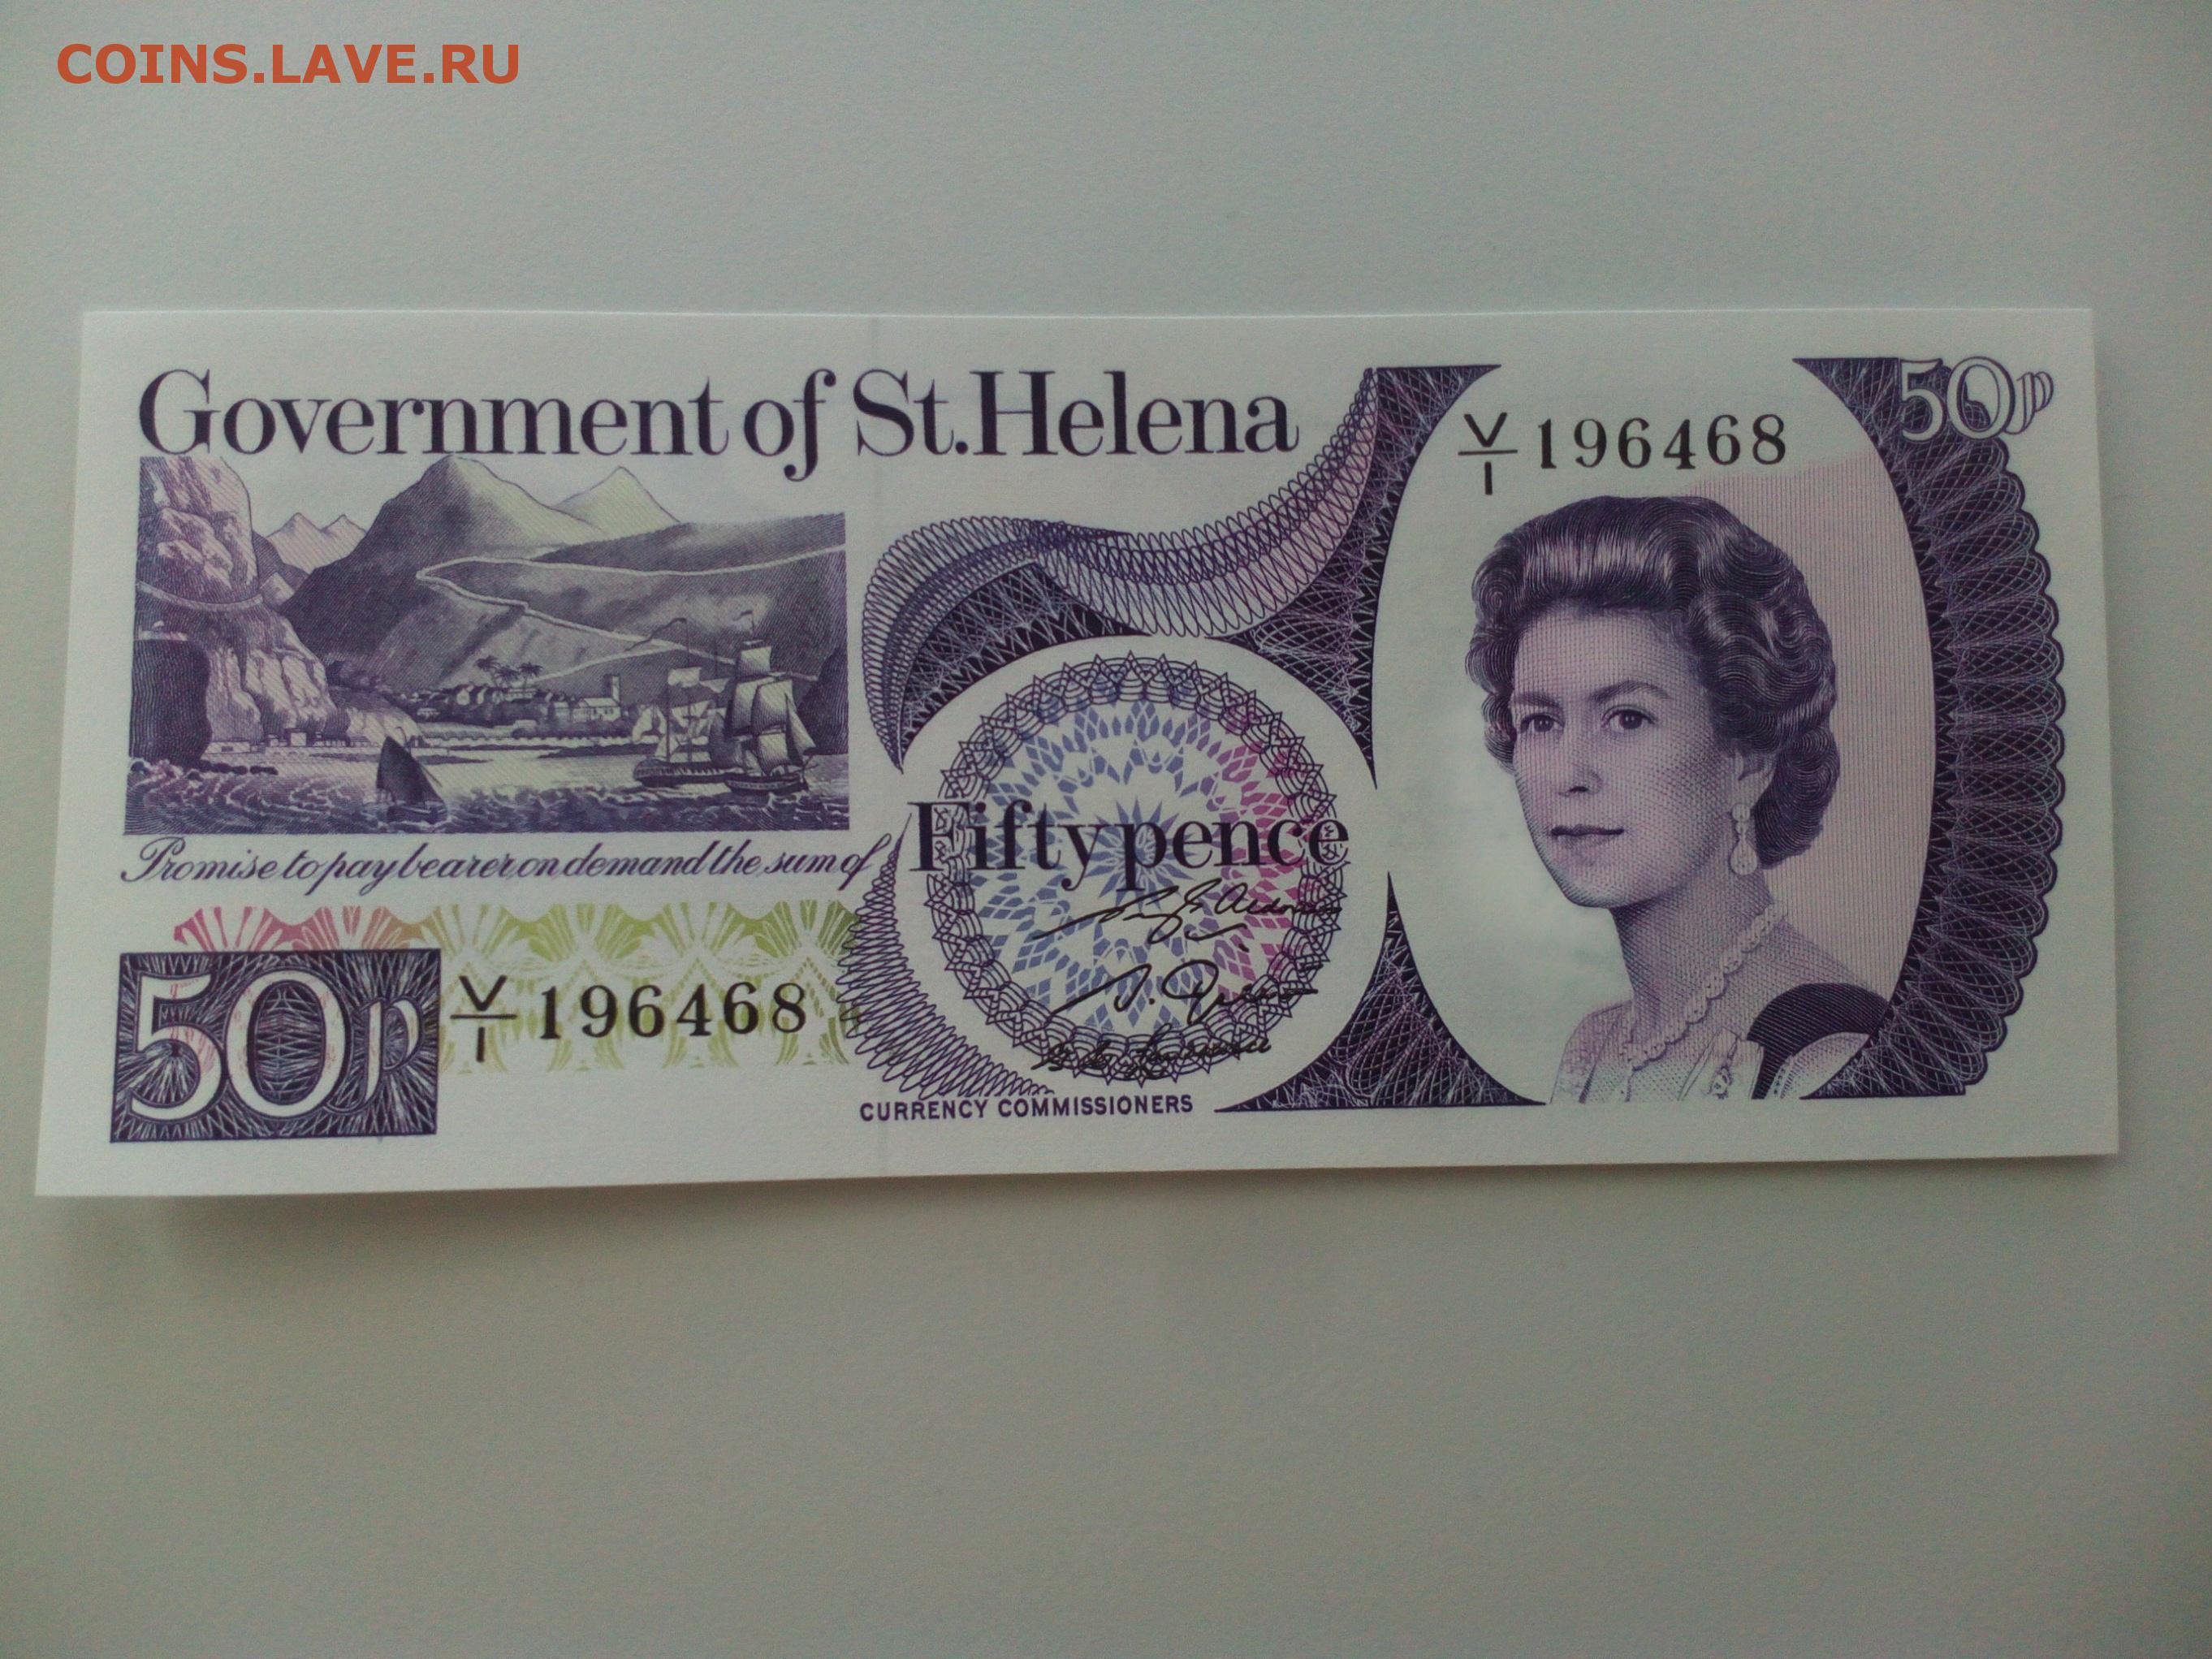 COINS.LAVE.RU
Government of St.Helena
50p
V/1 196468
Promise to pay bearer on demand the sum of
Fifty pence
50p
V/1 196468
CURRENCY COMMISSIONERS